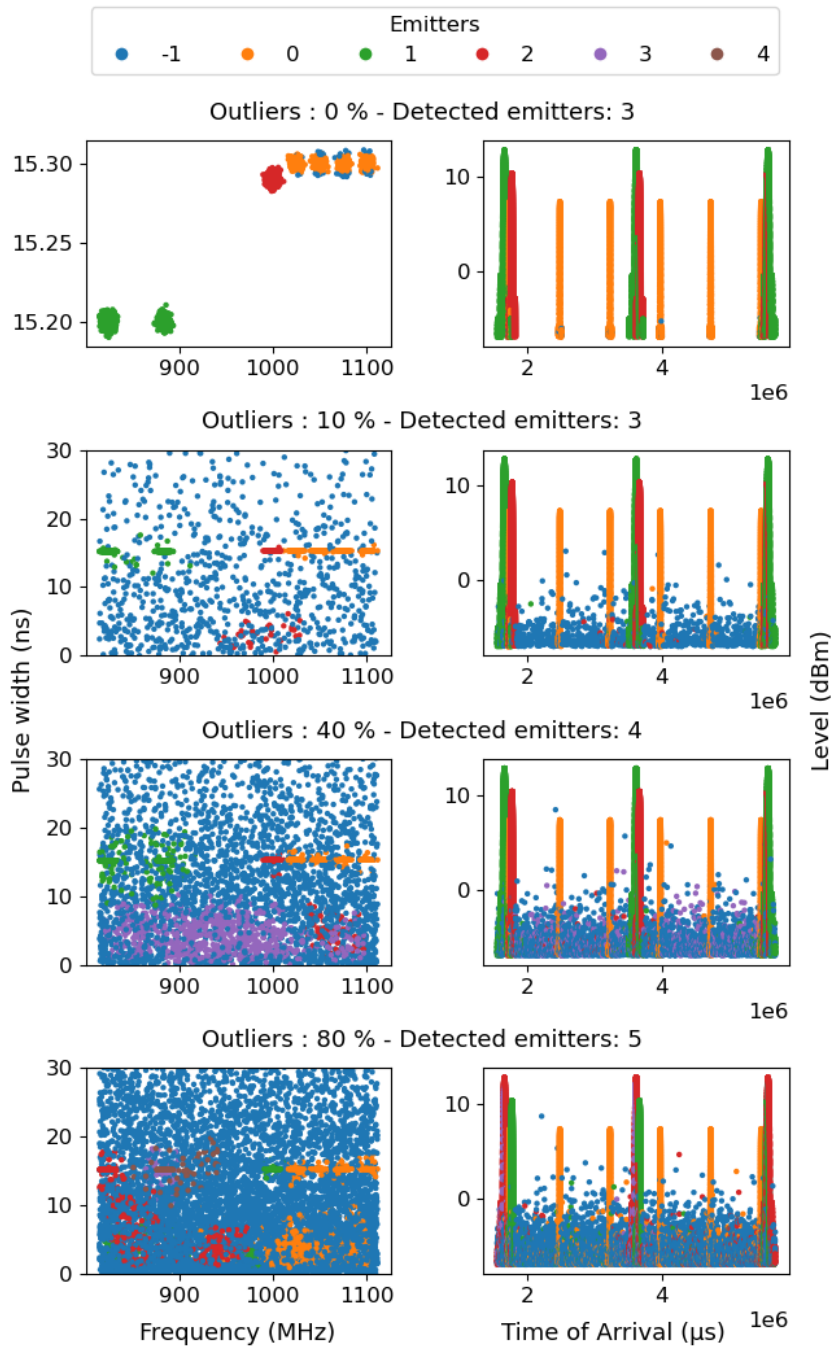 Emitters
-1 0 1 2 3 4
Outliers : 0 % - Detected emitters: 3
15.30
15.25
15.20
900 1000 1100
10
0
2 4
1e6
Outliers : 10 % - Detected emitters: 3
30
20
10
0
900 1000 1100
10
0
2 4
1e6
Outliers : 40 % - Detected emitters: 4
30
20
10
0
900 1000 1100
10
0
2 4
1e6
Outliers : 80 % - Detected emitters: 5
30
20
10
0
900 1000 1100
10
0
2 4
1e6
Pulse width (ns)
Level (dBm)
Frequency (MHz)
Time of Arrival (μs)